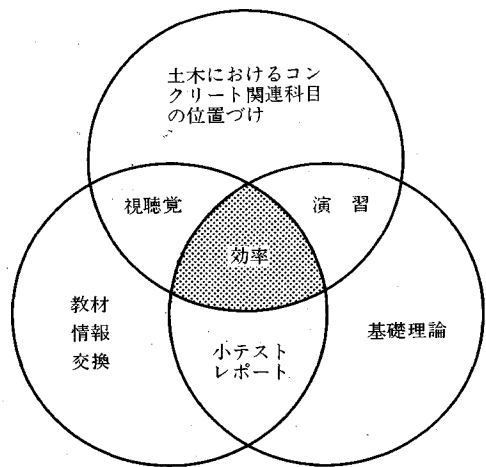 土木におけるコン
クリート関連科目
の位置づけ
視聴覚
演習
効率
教材
情報
交換
小テスト
レポート
基礎理論